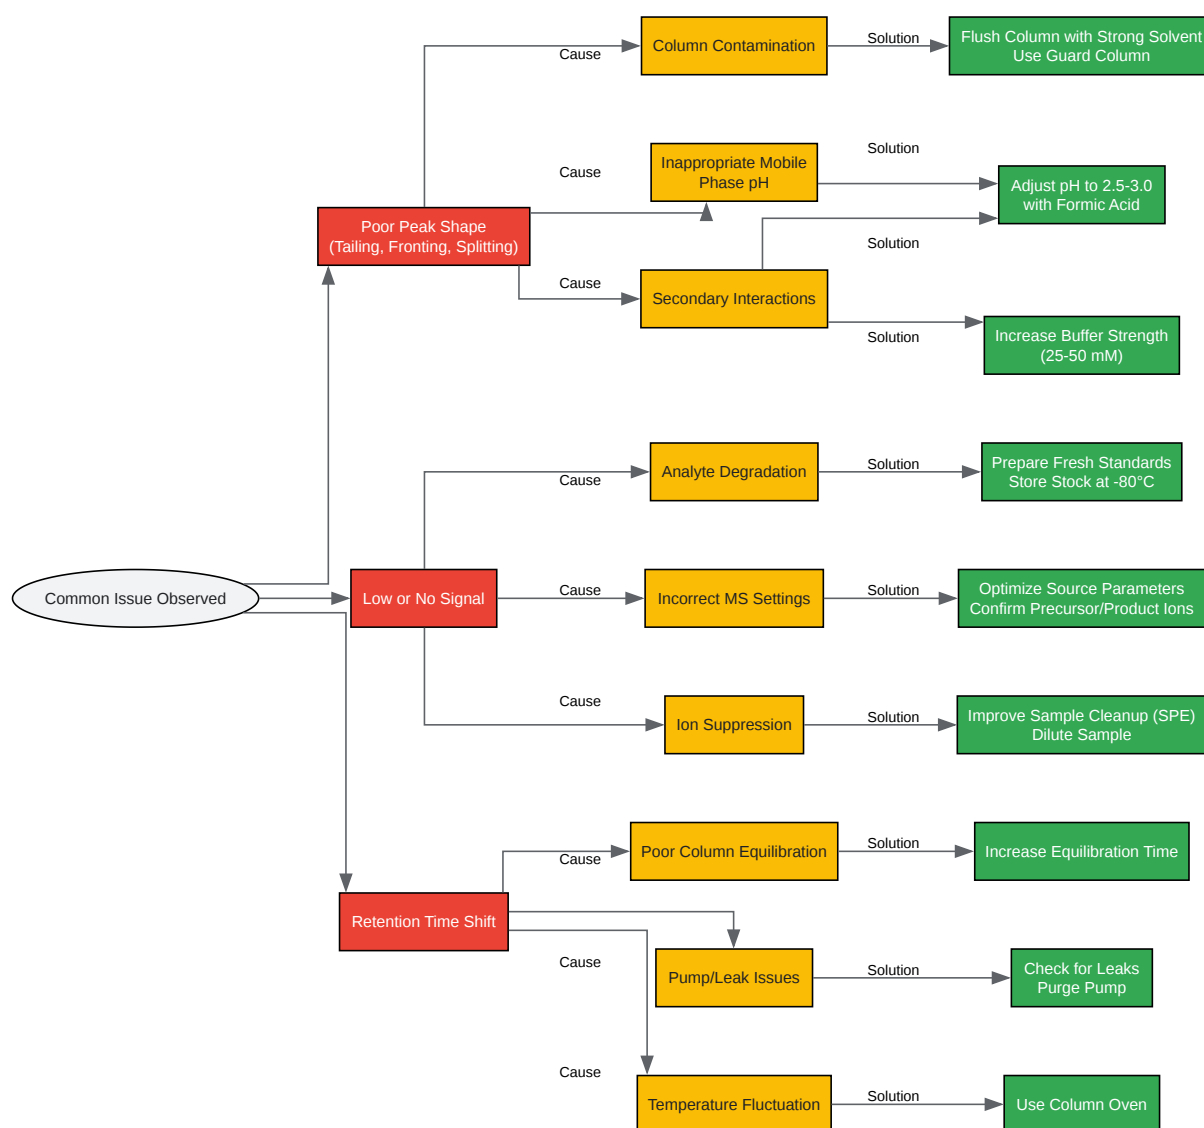 Column Contamination
Cause
Solution
Flush Column with Strong Solvent
Use Guard Column
Inappropriate Mobile
Phase pH
Cause
Solution
Adjust pH to 2.5-3.0
with Formic Acid
Poor Peak Shape
(Tailing, Fronting, Splitting)
Solution
Cause
Secondary Interactions
Solution
Increase Buffer Strength
(25-50 mM)
Analyte Degradation
Cause
Solution
Prepare Fresh Standards
Store Stock at -80°C
Common Issue Observed
Low or No Signal
Cause
Incorrect MS Settings
Solution
Optimize Source Parameters
Confirm Precursor/Product Ions
Cause
Ion Suppression
Solution
Improve Sample Cleanup (SPE)
Dilute Sample
Cause
Poor Column Equilibration
Solution
Increase Equilibration Time
Retention Time Shift
Cause
Pump/Leak Issues
Solution
Check for Leaks
Purge Pump
Cause
Temperature Fluctuation
Solution
Use Column Oven